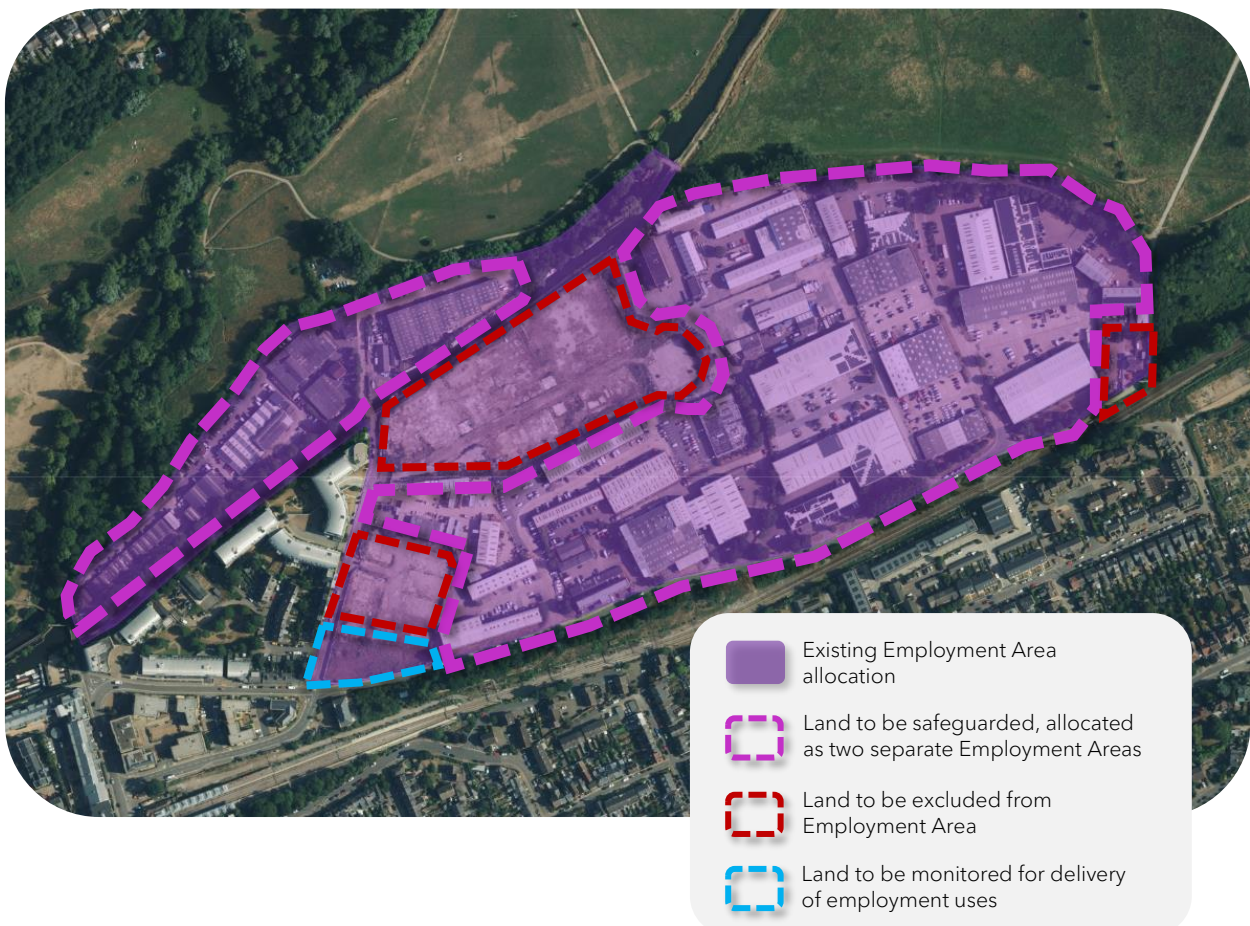 Existing Employment Area
allocation
Land to be safeguarded, allocated
as two separate Employment Areas
Land to be excluded from
Employment Area
Land to be monitored for delivery
of employment uses